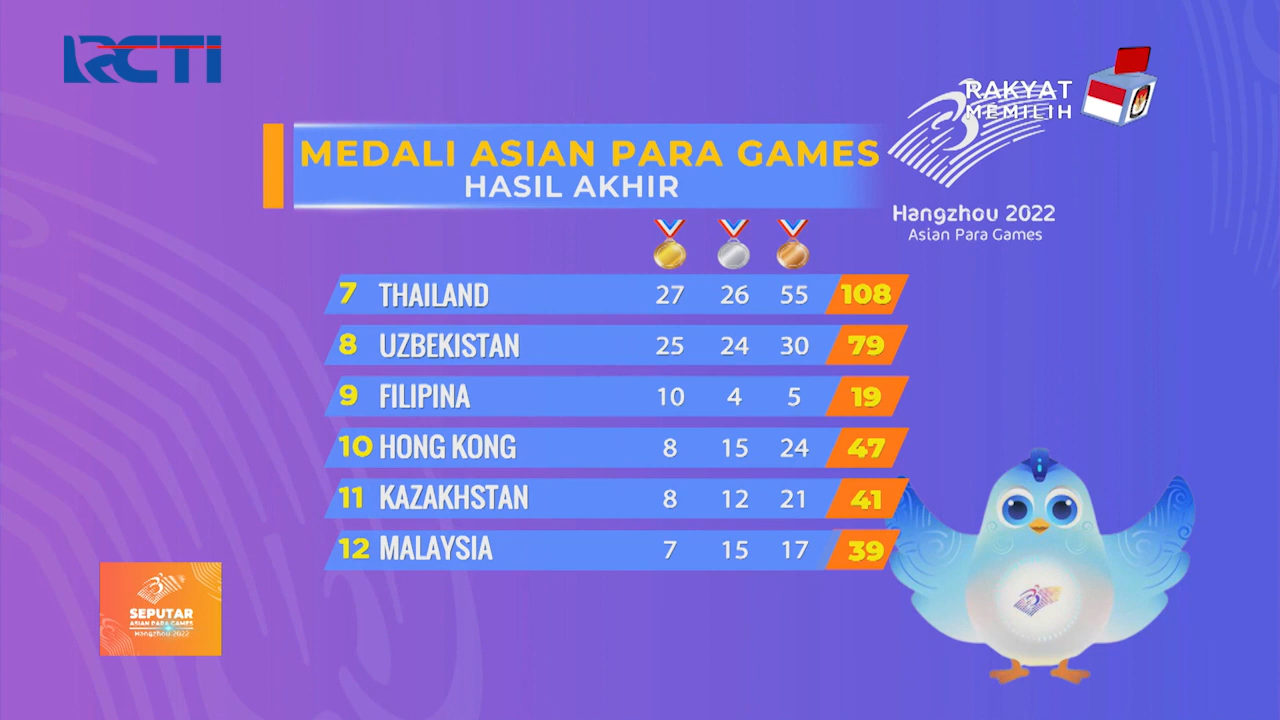 RCTI
RAKYAT
MEMILIH
MEDALI ASIAN PARA GAMES
HASIL AKHIR
Hangzhou 2022
Asian Para Games
7 THAILAND 27 26 55 108
8 UZBEKISTAN 25 24 30 79
9 FILIPINA 10 4 5 19
10 HONG KONG 8 15 24 47
11 KAZAKHSTAN 8 12 21 41
12 MALAYSIA 7 15 17 39
SEPUTAR
ASIAN PARA GAMES
Hangzhou 2022